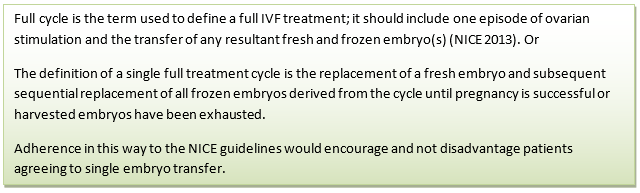 Full cycle is the term used to define a full IVF treatment; it should include one episode of ovarian
stimulation and the transfer of any resultant fresh and frozen embryo(s) (NICE 2013). Or
The definition of a single full treatment cycle is the replacement of a fresh embryo and subsequent
sequential replacement of all frozen embryos derived from the cycle until pregnancy is successful or
harvested embryos have been exhausted.
Adherence in this way to the NICE guidelines would encourage and not disadvantage patients
agreeing to single embryo transfer.